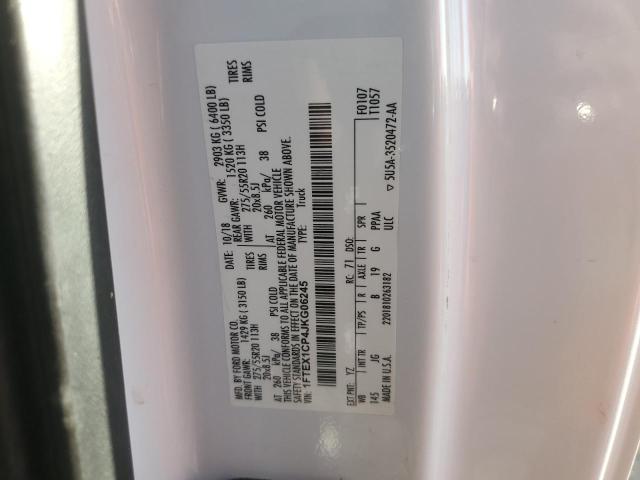 MFD. BY FORD MOTOR CO.
DATE: 10/18 GVWR: 2903 KG ( 6400 LB)
FRONT GAWR: 1429 KG ( 3150 LB) REAR GAWR: 1520 KG ( 3350 LB)
WITH 275/55R20 113H WITH 275/55R20 113H TIRES
20x8.5J RIMS 20x8.5J RIMS
AT 260 kPa/ 38 PSI COLD AT 260 kPa/ 38 PSI COLD
THIS VEHICLE CONFORMS TO ALL APPLICABLE FEDERAL MOTOR VEHICLE
SAFETY STANDARDS IN EFFECT ON THE DATE OF MANUFACTURE SHOWN ABOVE.
VIN: 1FTEX1CP4JKG06245 TYPE: Truck
F0107
T1057
EXT PNT: YZ RC: 71 DSO:
WB INT TR TP/PS R AXLE TR SPR
145 JG B 19 G PPAA
MADE IN U.S.A. 2201810263182 ULC
5U5A-3520472-AA